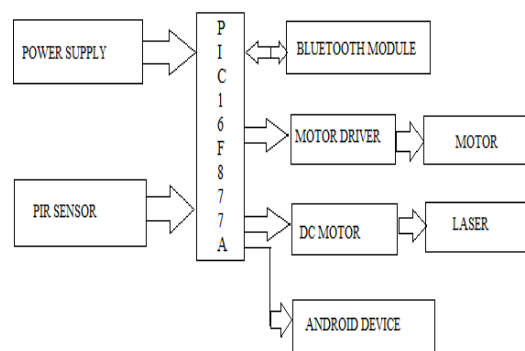 POWER SUPPLY
PIR SENSOR
P
I
C
1
6
F
8
7
7
A
BLUETOOTH MODULE
MOTOR DRIVER
MOTOR
DC MOTOR
LASER
ANDROID DEVICE